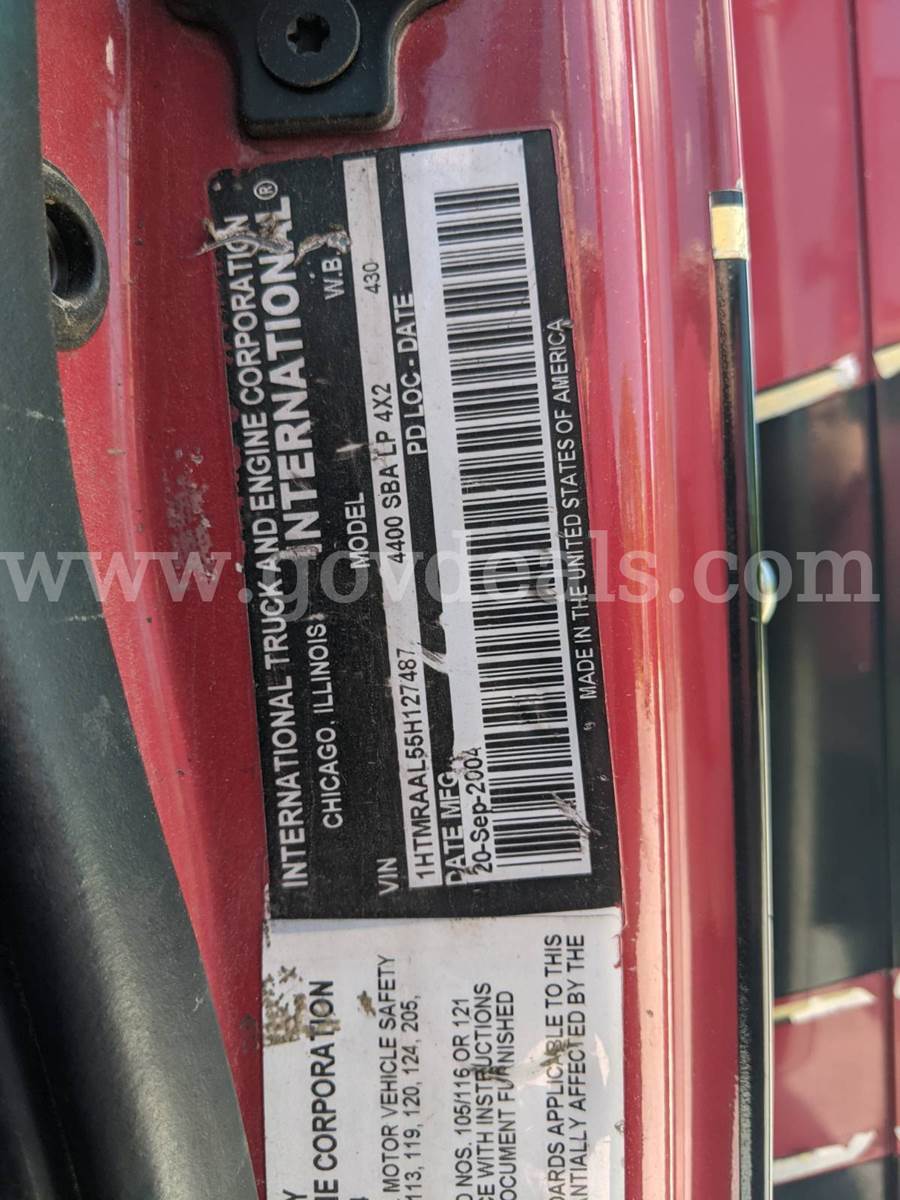 INTERNATIONAL TRUCK AND ENGINE CORPORATION
INTERNATIONAL®
CHICAGO, ILLINOIS
MODEL W.B.
VIN 4400 SBA LP 4X2 430
1HTMRAAL55H127487
DATE MFG PD LOC - DATE
20-Sep-2004
MADE IN THE UNITED STATES OF AMERICA
NE CORPORATION
MOTOR VEHICLE SAFETY
113, 119, 120, 124, 205,
NOS. 105/116 OR 121
CE WITH INSTRUCTIONS
OCUMENT FURNISHED
DARDS APPLICABLE TO THIS
ANTIALLY AFFECTED BY THE
www.govdeals.com